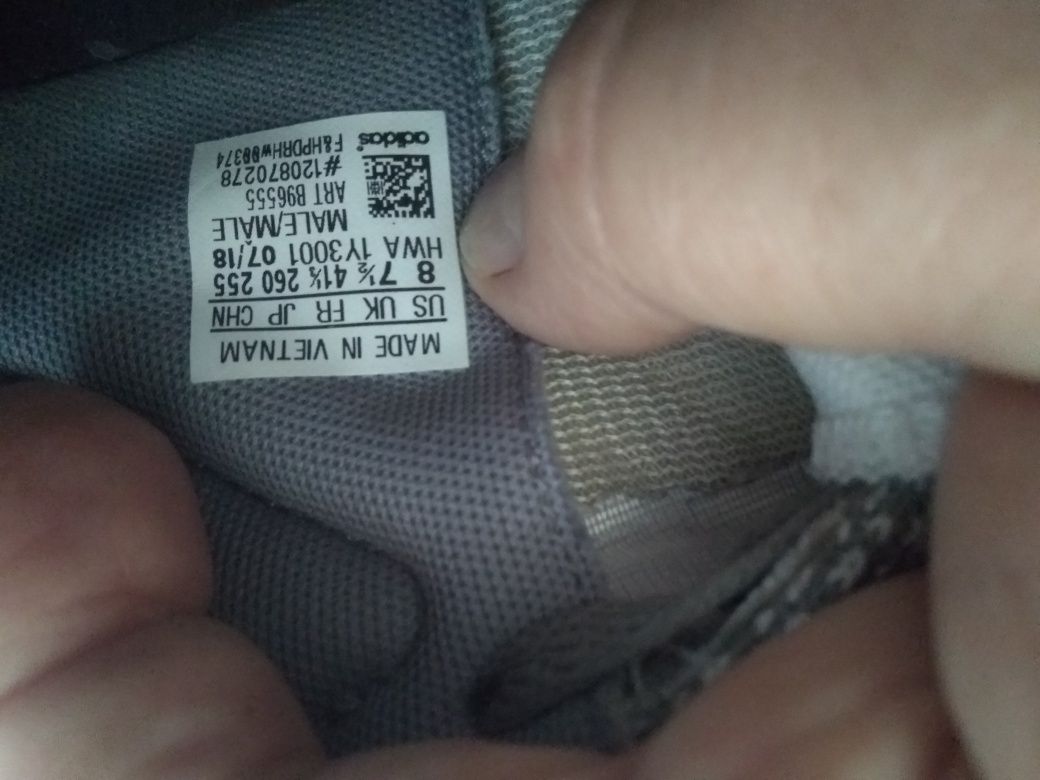 MADE IN VIETNAM
US UK FR JP CHN
8 7½ 41⅓ 260 255
HWA 1Y3001 07/18
MALE/MALE
ART B96555
#120870278
adidas